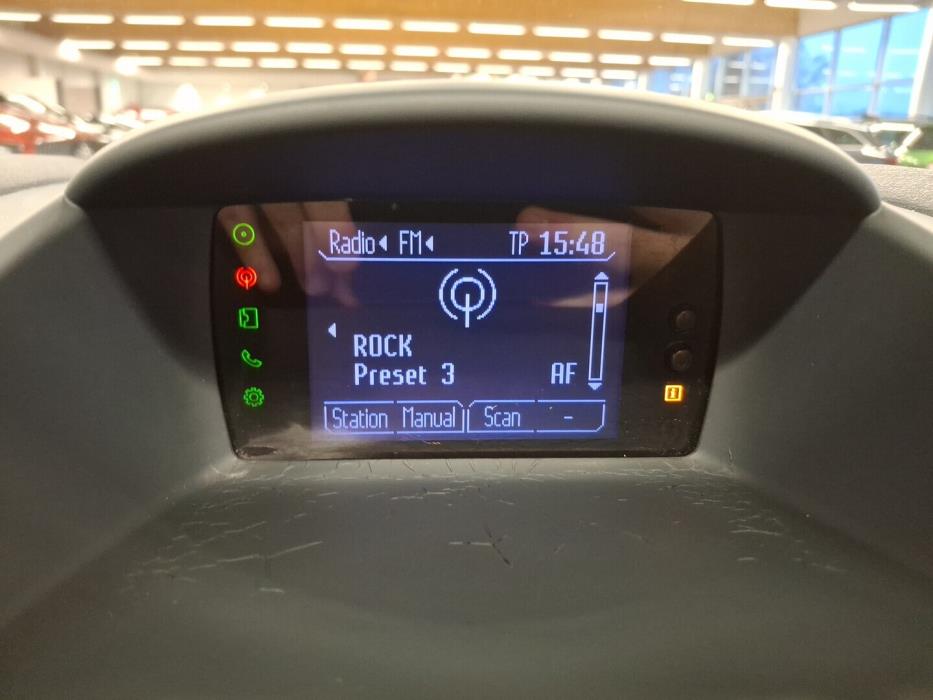 Radio FM TP 15:48
ROCK
Preset 3 AF
Station Manual Scan -